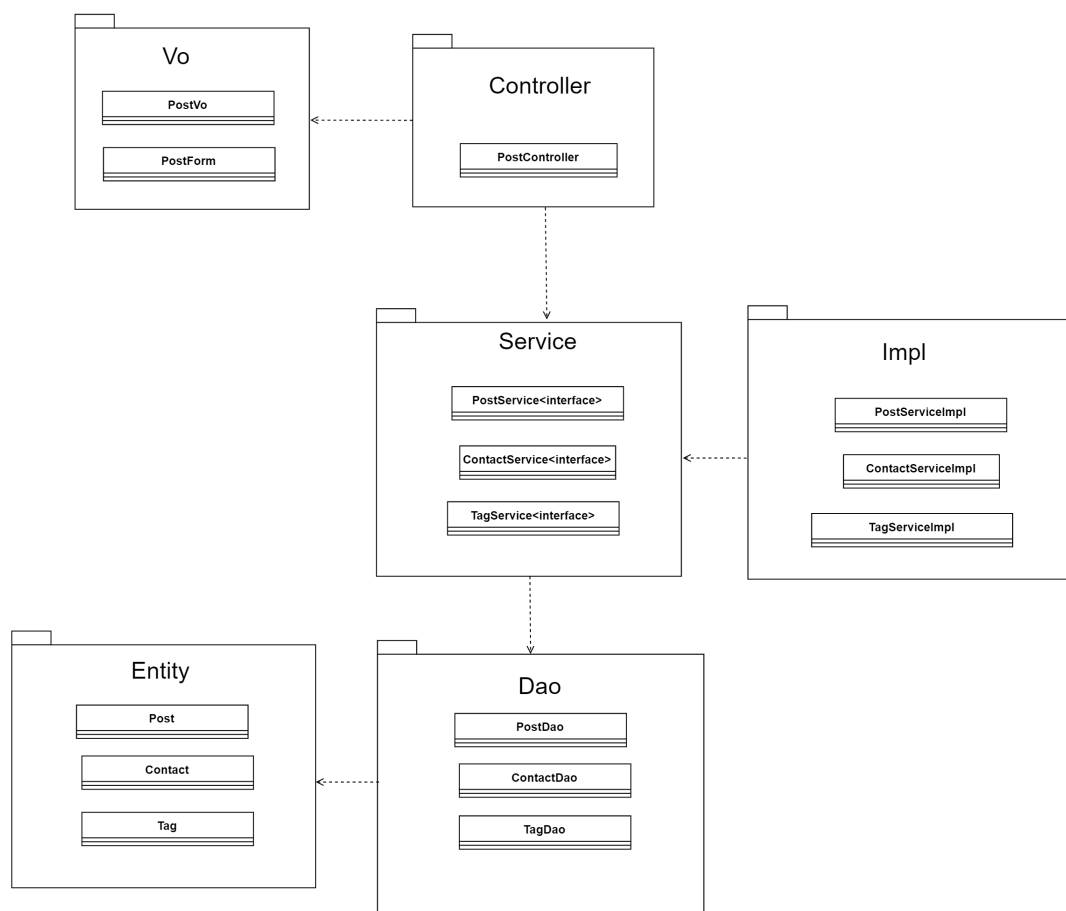 Vo
PostVo
PostForm
Controller
PostController
Service
PostService<interface>
ContactService<interface>
TagService<interface>
Impl
PostServiceImpl
ContactServiceImpl
TagServiceImpl
Entity
Post
Contact
Tag
Dao
PostDao
ContactDao
TagDao